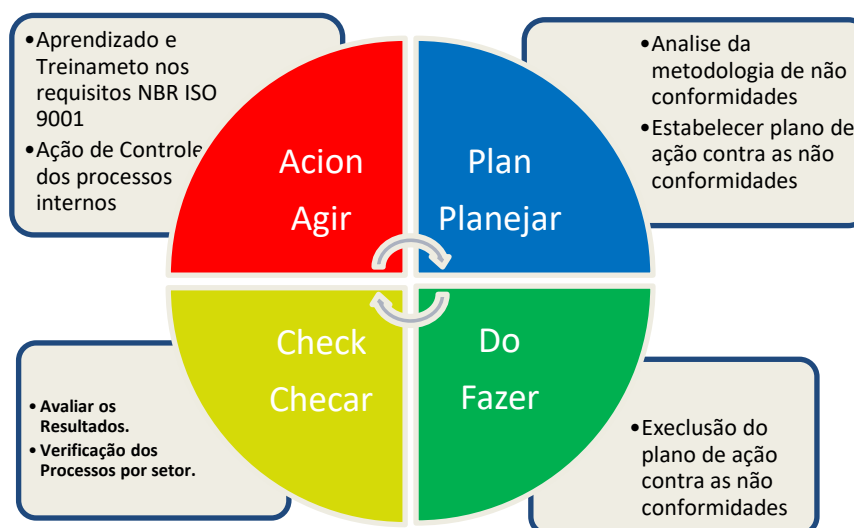 •Aprendizado e
Treinameto nos
requisitos NBR ISO
9001
•Ação de Controle
dos processos
internos
Acion
Agir
Plan
Planejar
•Analise da
metodologia de não
conformidades
•Estabelecer plano de
ação contra as não
conformidades
Check
Checar
• Avaliar os
Resultados.
• Verificação dos
Processos por setor.
Do
Fazer
•Execlusão do
plano de ação
contra as não
conformidades